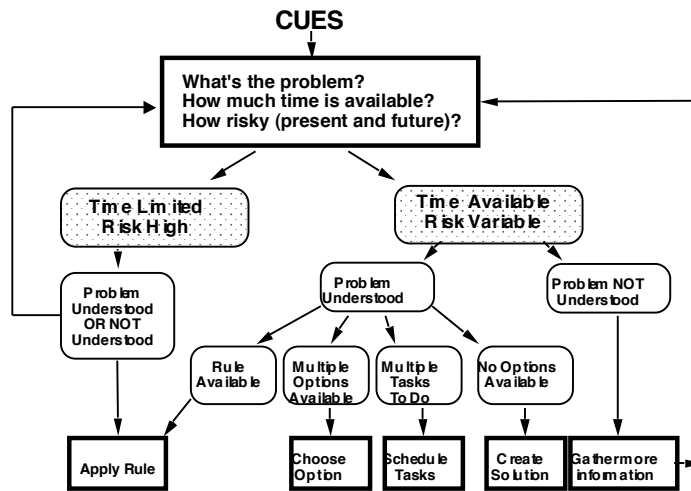 CUES
What's the problem?
How much time is available?
How risky (present and future)?
Time Limited
Risk High
Time Available
Risk Variable
Problem
Understood
OR NOT
Understood
Problem
Understood
Problem NOT
Understood
Rule
Available
Multiple
Options
Available
Multiple
Tasks
To Do
No Options
Available
Apply Rule
Choose
Option
Schedule
Tasks
Create
Solution
Gathermore
information